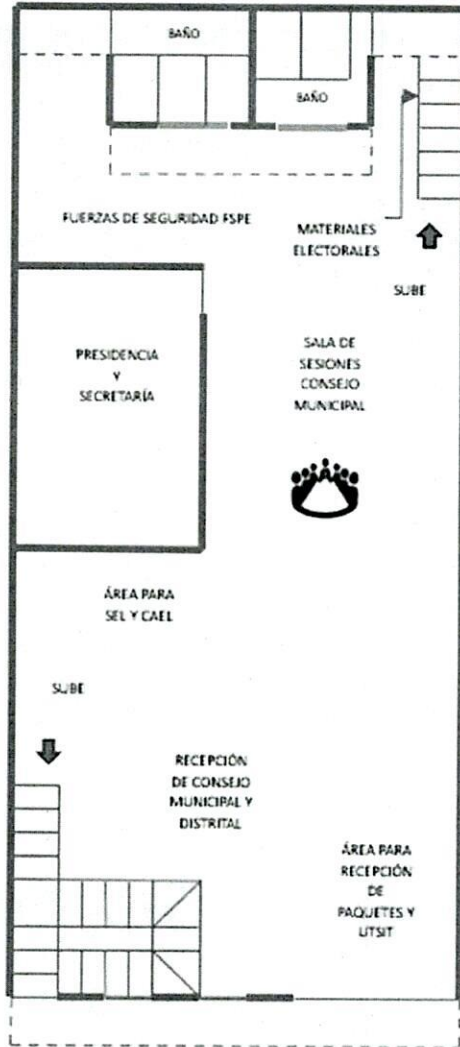 BAÑO
BAÑO
FUERZAS DE SEGURIDAD FSPE
MATERIALES
ELECTORALES
SUBE
PRESIDENCIA
Y
SECRETARÍA
SALA DE
SESIONES
CONSEJO
MUNICIPAL
ÁREA PARA
SEL Y CAEL
SUBE
RECEPCIÓN
DE CONSEJO
MUNICIPAL Y
DISTRITAL
ÁREA PARA
RECEPCIÓN
DE
PAQUETES Y
UTSIT